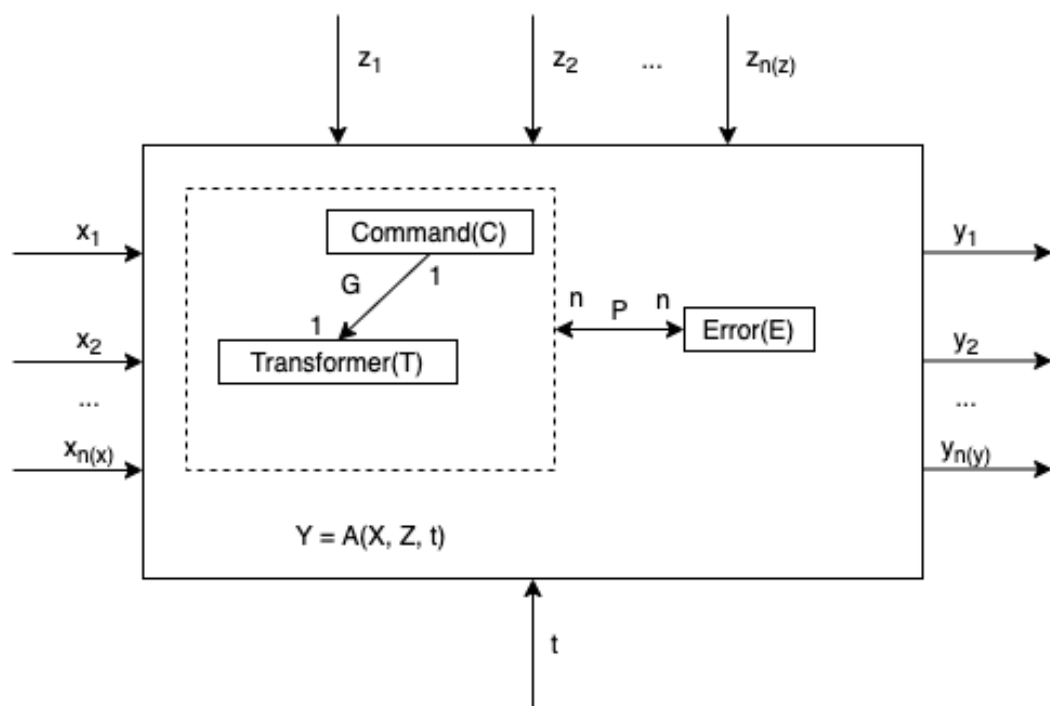 z1 z2 ... zn(z)
x1
Command(C)
y1
G 1
n P n
1
Error(E)
x2
Transformer(T)
y2
... ...
xn(x)
yn(y)
Y = A(X, Z, t)
t